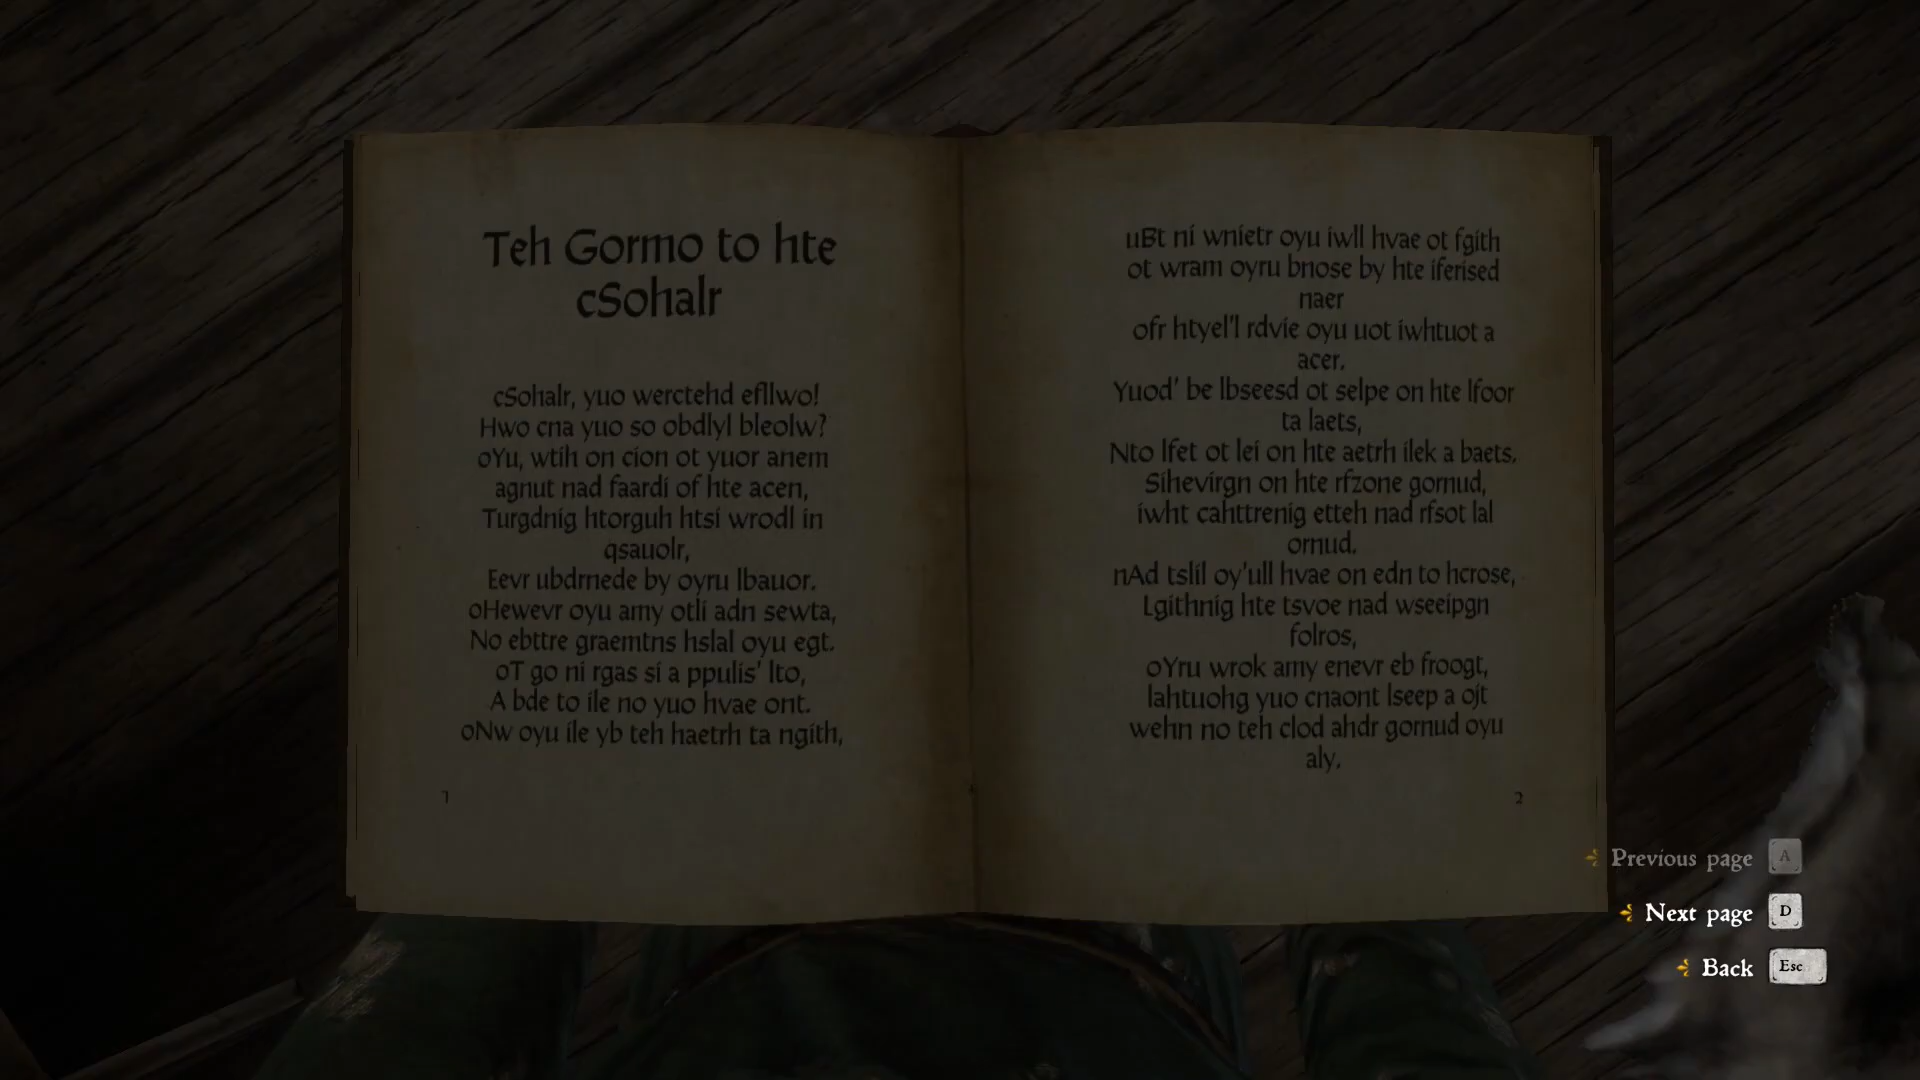 Teh Gormo to hte
cSohalr
cSohalr, yuo werctehd efllwo!
Hwo cna yuo so obdlyl bleolw?
oYu, wtih on cion ot yuor anem
agnut nad faardi of hte acen,
Turgdnig htorguh htsi wrodl in
qsauolr,
Eevr ubdrnede by oyru lbauor.
oHewevr oyu amy otli adn sewta,
No ebttre graemtns hslal oyu egt.
oT go ni rgas si a ppulis' lto,
A bde to ile no yuo hvae ont.
oNw oyu ile yb teh haetrh ta ngith,
1
uBt ni wnietr oyu iwll hvae ot fgith
ot wram oyru bnose by hte iferised
naer
ofr htyel'l rdvie oyu uot iwhtuot a
acer.
Yuod' be lbseesd ot selpe on hte lfoor
ta laets,
Nto lfet ot lei on hte aetrh ilek a baets.
Sihevirgn on hte rfzone gornud,
iwht cahttrenig etteh nad rfsot lal
ornud.
nAd tslil oy'ull hvae on edn to hcrose,
Lgithnig hte tsvoe nad wseeipgn
folros,
oYru wrok amy enevr eb froogt,
lahtuohg yuo cnaont lseep a ojt
wehn no teh clod ahdr gornud oyu
aly.
2
Previous page A
Next page D
Back Esc